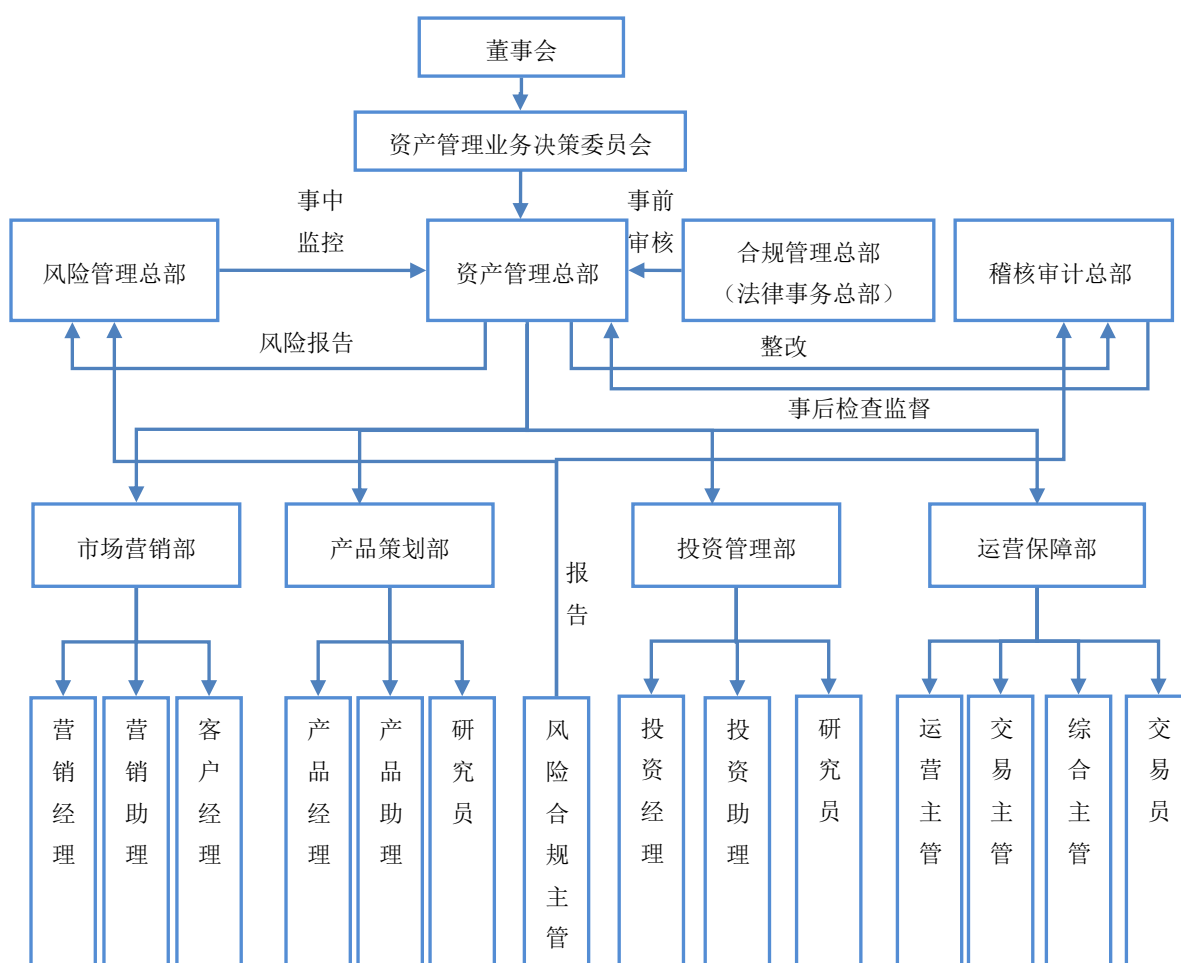 董事会
资产管理业务决策委员会
事中
监控
事前
审核
风险管理总部
资产管理总部
合规管理总部
（法律事务总部）
稽核审计总部
风险报告
整改
事后检查监督
市场营销部
产品策划部
投资管理部
运营保障部
报告
营销经理
营销助理
客户经理
产品经理
产品助理
研究员
风险合规主管
投资经理
投资助理
研究员
运营主管
交易主管
综合主管
交易员